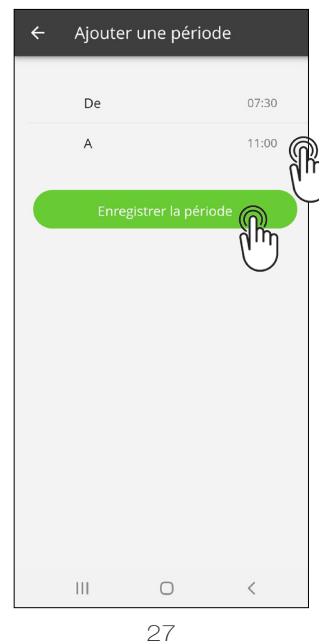 Ajouter une période
De 07:30
A 11:00
Enregistrer la période
27